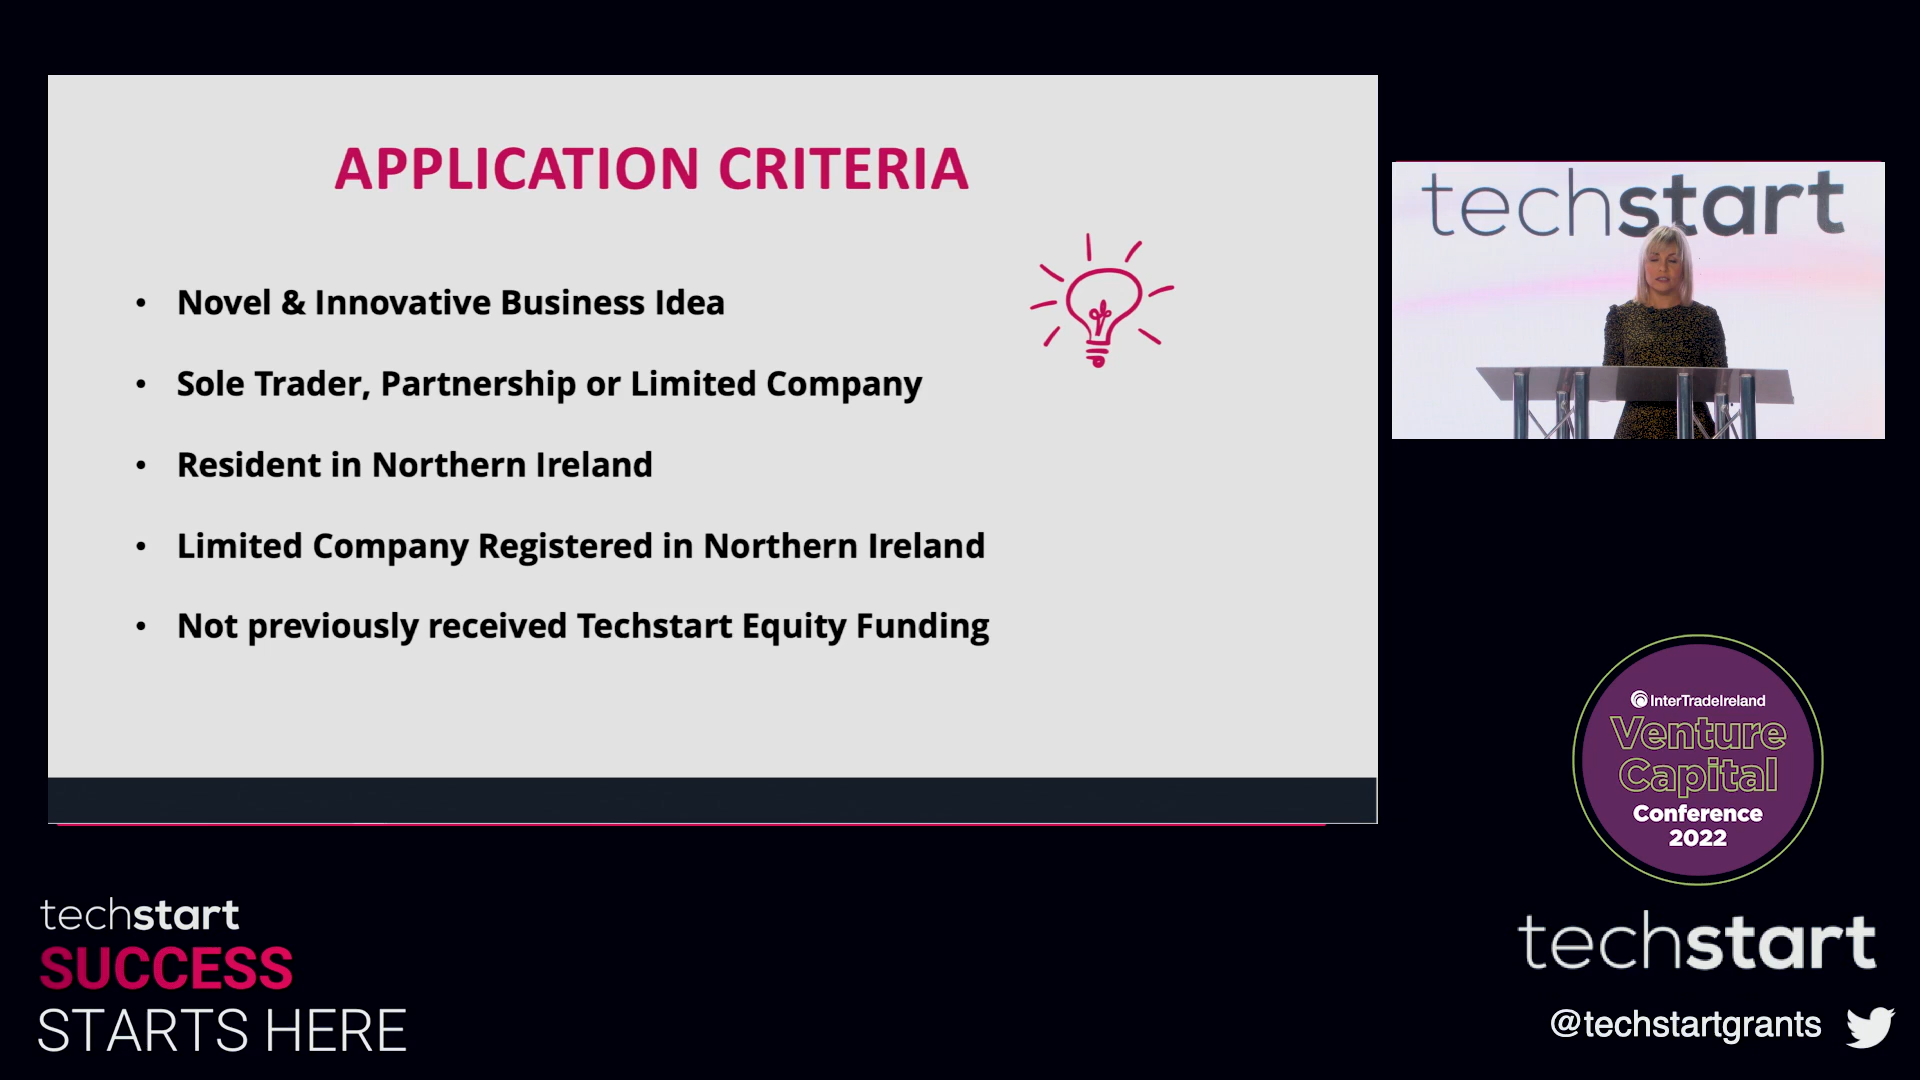 APPLICATION CRITERIA
• Novel & Innovative Business Idea
• Sole Trader, Partnership or Limited Company
• Resident in Northern Ireland
• Limited Company Registered in Northern Ireland
• Not previously received Techstart Equity Funding
techstart
InterTradeIreland
Venture
Capital
Conference
2022
techstart
SUCCESS
STARTS HERE
techstart
@techstartgrants